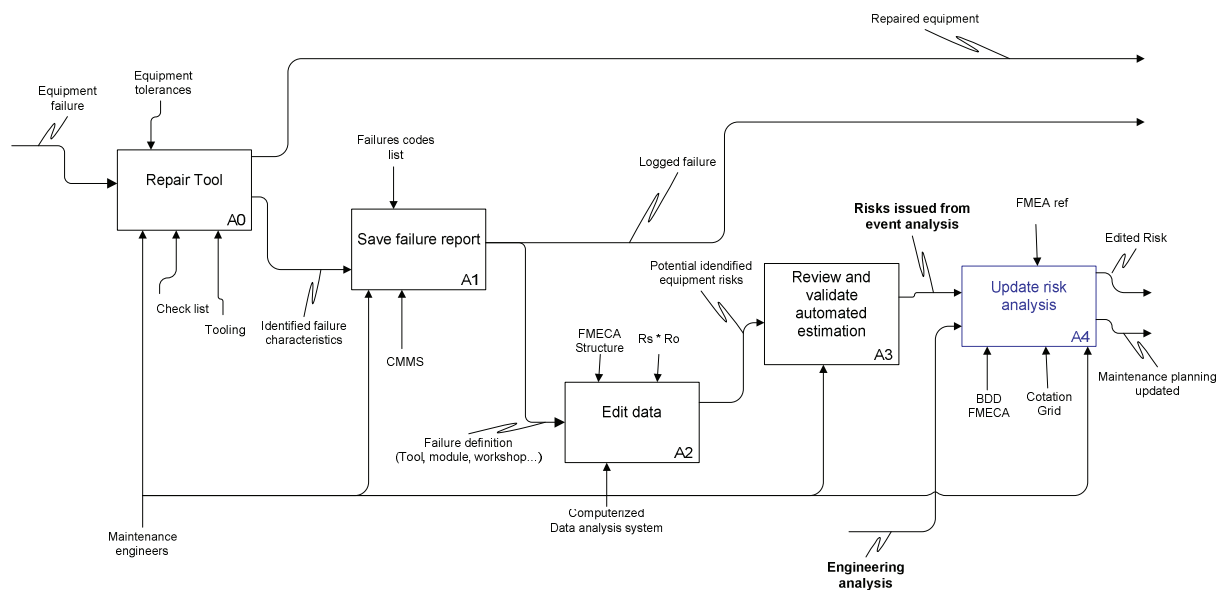 Repaired equipment
Equipment
tolerances
Equipment
failure
Failures codes
list
Logged failure
Repair Tool
A0
Risks issued from
event analysis
FMEA ref
Save failure report
A1
Edited Risk
Potential idendified
equipment risks
Review and
validate
automated
estimation
A3
Update risk
analysis
A4
Check list
Tooling
Identified failure
characteristics
CMMS
FMECA
Structure
Rs * Ro
Maintenance planning
updated
BDD
FMECA
Cotation
Grid
Edit data
A2
Failure definition
(Tool, module, workshop...)
Computerized
Data analysis system
Maintenance
engineers
Engineering
analysis